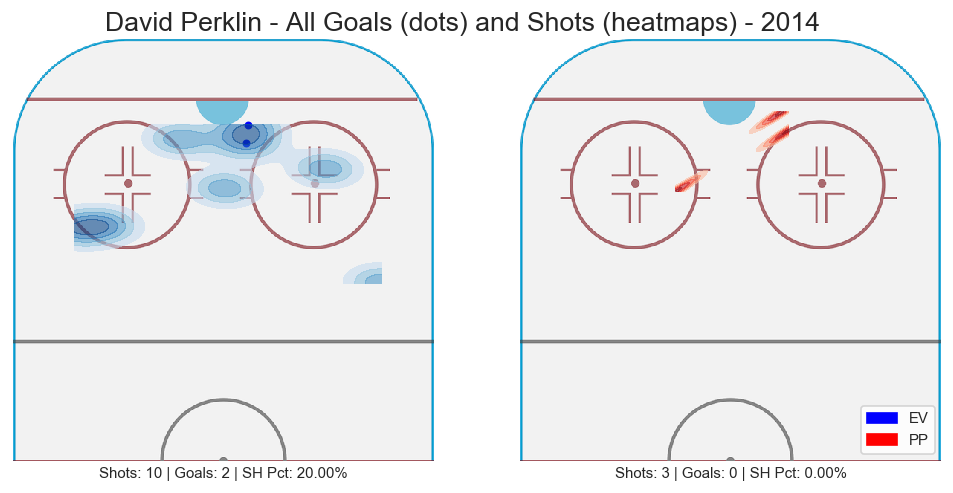 David Perklin - All Goals (dots) and Shots (heatmaps) - 2014
EV
PP
Shots: 10 | Goals: 2 | SH Pct: 20.00%
Shots: 3 | Goals: 0 | SH Pct: 0.00%